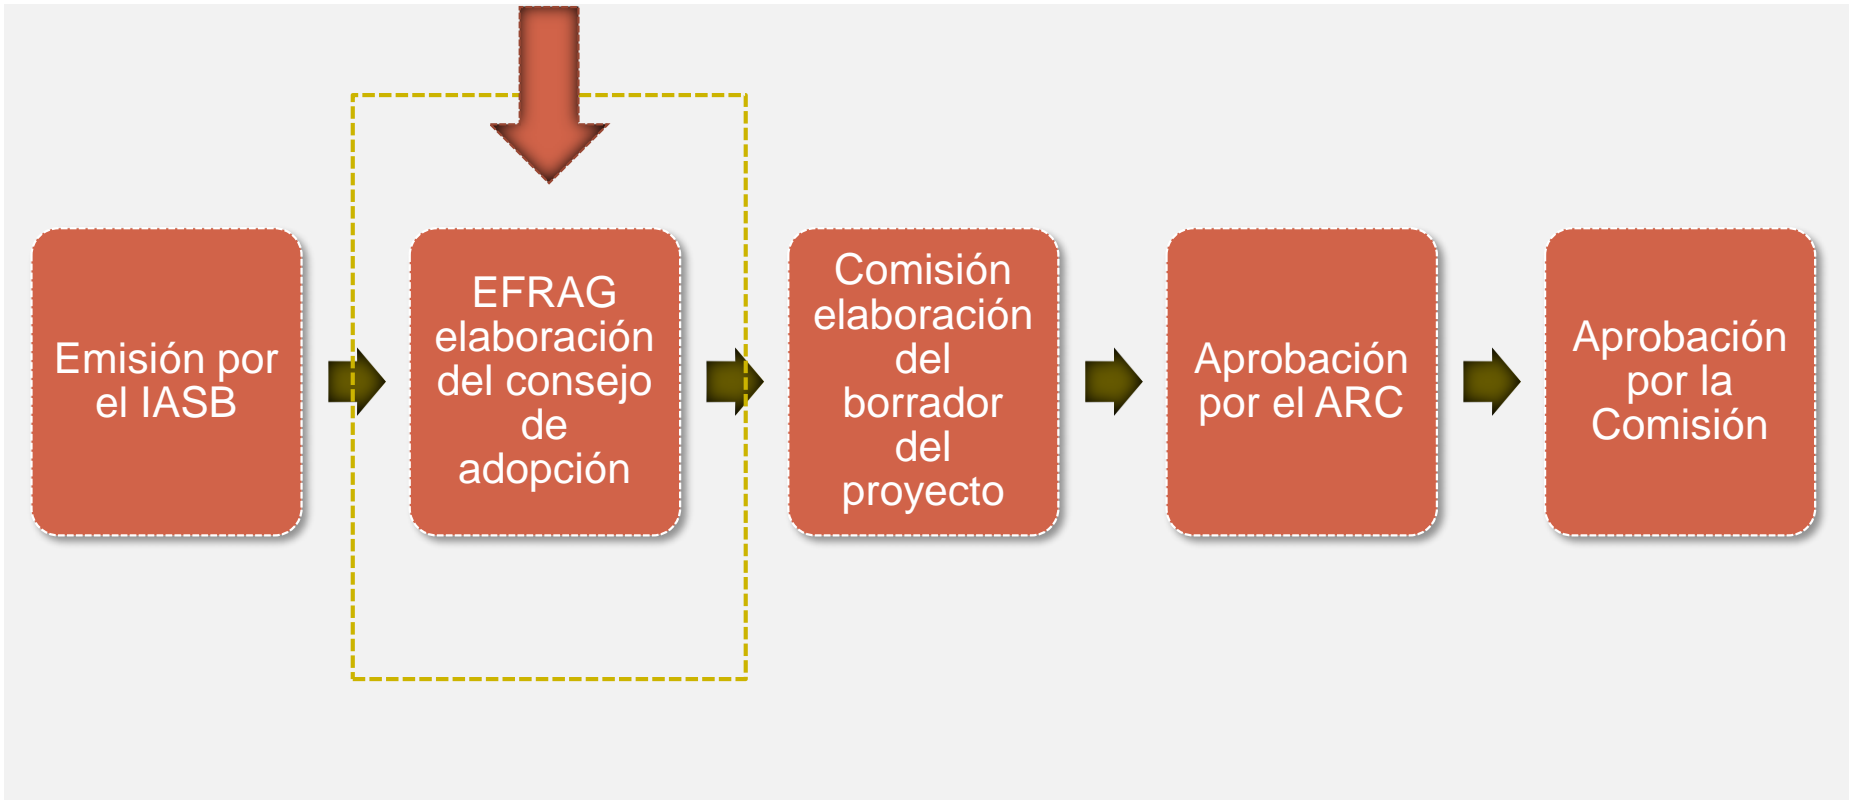 Emisión por
el IASB
EFRAG
elaboración
del consejo
de
adopción
Comisión
elaboración
del
borrador
del
proyecto
Aprobación
por el ARC
Aprobación
por la
Comisión